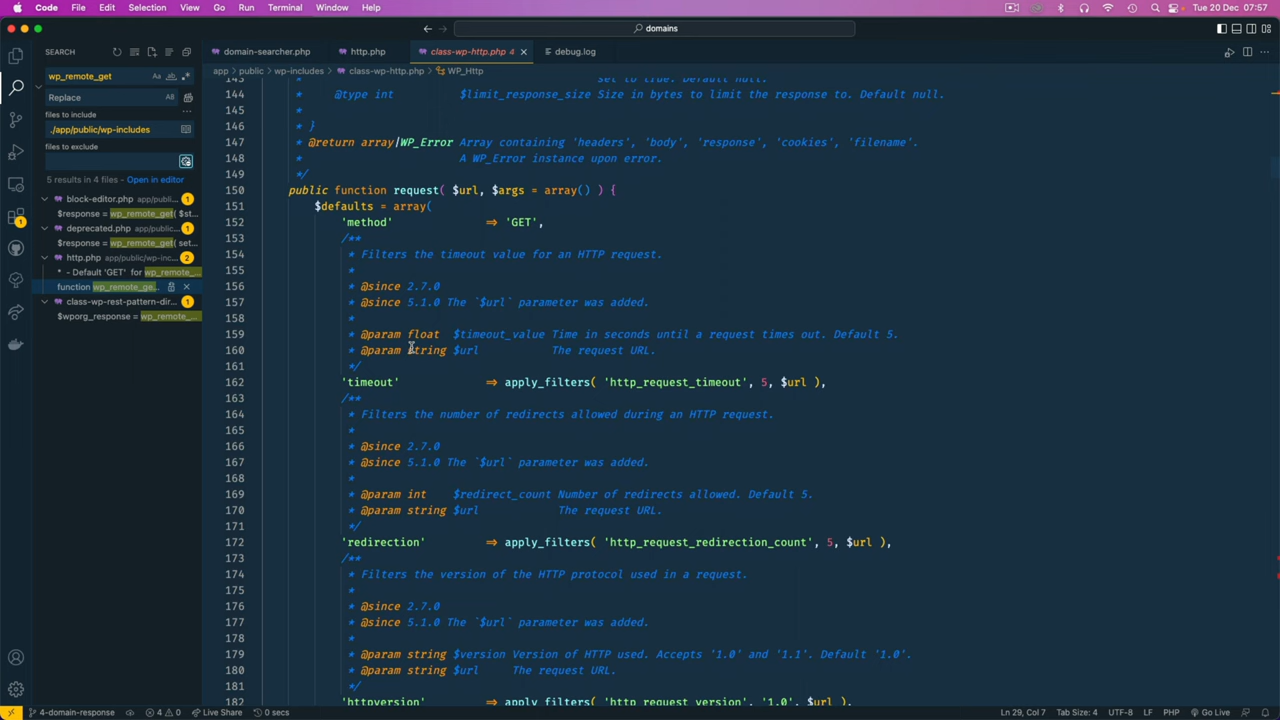 Code File Edit Selection View Go Run Terminal Window Help Tue 20 Dec 07:57
domains
SEARCH
domain-searcher.php http.php class-wp-http.php 4 debug.log
wp_remote_get
app > public > wp-includes > class-wp-http.php > WP_Http
Replace
files to include
./app/public/wp-includes
files to exclude
5 results in 4 files - Open in editor
block-editor.php app/publi... 1
$response = wp_remote_get( $st...
deprecated.php app/public... 1
$response = wp_remote_get( set...
http.php app/public/wp-inc... 2
* - Default 'GET' for wp_remote_...
function wp_remote_ge...
class-wp-rest-pattern-dir... 1
$wporg_response = wp_remote_...
143 set to true. Default null.
144 * @type int $limit_response_size Size in bytes to limit the response to. Default null.
145 *
146 * }
147 * @return array|WP_Error Array containing 'headers', 'body', 'response', 'cookies', 'filename'.
148 * A WP_Error instance upon error.
149 */
150 public function request( $url, $args = array() ) {
151 $defaults = array(
152 'method' => 'GET',
153 /**
154 * Filters the timeout value for an HTTP request.
155 *
156 * @since 2.7.0
157 * @since 5.1.0 The `$url` parameter was added.
158 *
159 * @param float $timeout_value Time in seconds until a request times out. Default 5.
160 * @param string $url The request URL.
161 */
162 'timeout' => apply_filters( 'http_request_timeout', 5, $url ),
163 /**
164 * Filters the number of redirects allowed during an HTTP request.
165 *
166 * @since 2.7.0
167 * @since 5.1.0 The `$url` parameter was added.
168 *
169 * @param int $redirect_count Number of redirects allowed. Default 5.
170 * @param string $url The request URL.
171 */
172 'redirection' => apply_filters( 'http_request_redirection_count', 5, $url ),
173 /**
174 * Filters the version of the HTTP protocol used in a request.
175 *
176 * @since 2.7.0
177 * @since 5.1.0 The `$url` parameter was added.
178 *
179 * @param string $version Version of HTTP used. Accepts '1.0' and '1.1'. Default '1.0'.
180 * @param string $url The request URL.
181 */
182 'httpversion' => apply_filters( 'http_request_version', '1.0', $url ),
4-domain-response 4 0 Live Share 0 secs Ln 29, Col 7 Tab Size: 4 UTF-8 LF PHP Go Live